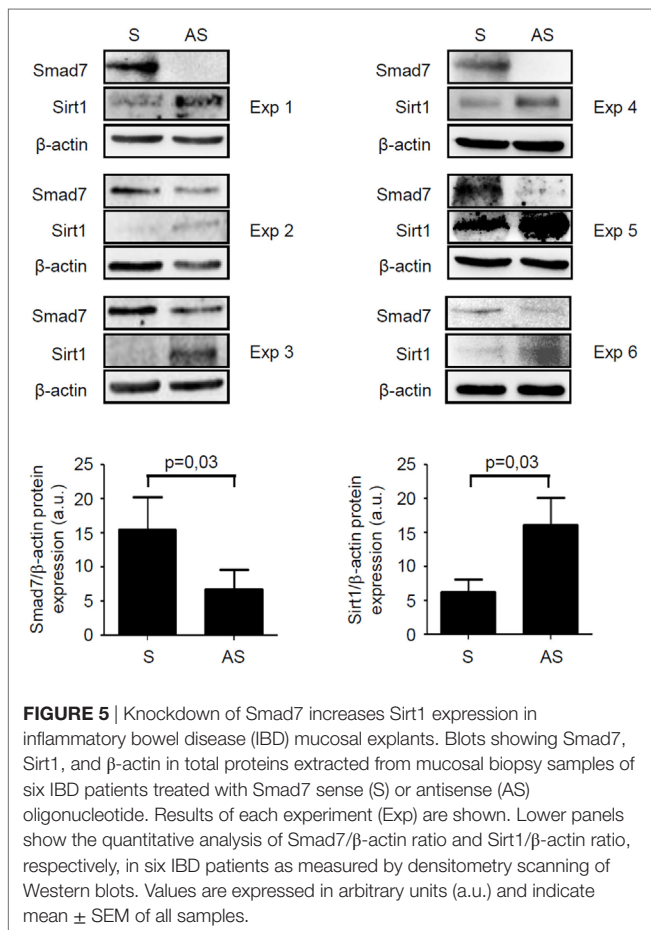 S AS
Smad7
Sirt1 Exp 1
β-actin
Smad7
Sirt1 Exp 2
β-actin
Smad7
Sirt1 Exp 3
β-actin
S AS
Smad7
Sirt1 Exp 4
β-actin
Smad7
Sirt1 Exp 5
β-actin
Smad7
Sirt1 Exp 6
β-actin
Smad7/β-actin protein
expression (a.u.)
25
20
15
10
5
0
p=0,03
S AS
Sirt1/β-actin protein
expression (a.u.)
25
20
15
10
5
0
p=0,03
S AS
FIGURE 5 | Knockdown of Smad7 increases Sirt1 expression in
inflammatory bowel disease (IBD) mucosal explants. Blots showing Smad7,
Sirt1, and β-actin in total proteins extracted from mucosal biopsy samples of
six IBD patients treated with Smad7 sense (S) or antisense (AS)
oligonucleotide. Results of each experiment (Exp) are shown. Lower panels
show the quantitative analysis of Smad7/β-actin ratio and Sirt1/β-actin ratio,
respectively, in six IBD patients as measured by densitometry scanning of
Western blots. Values are expressed in arbitrary units (a.u.) and indicate
mean ± SEM of all samples.